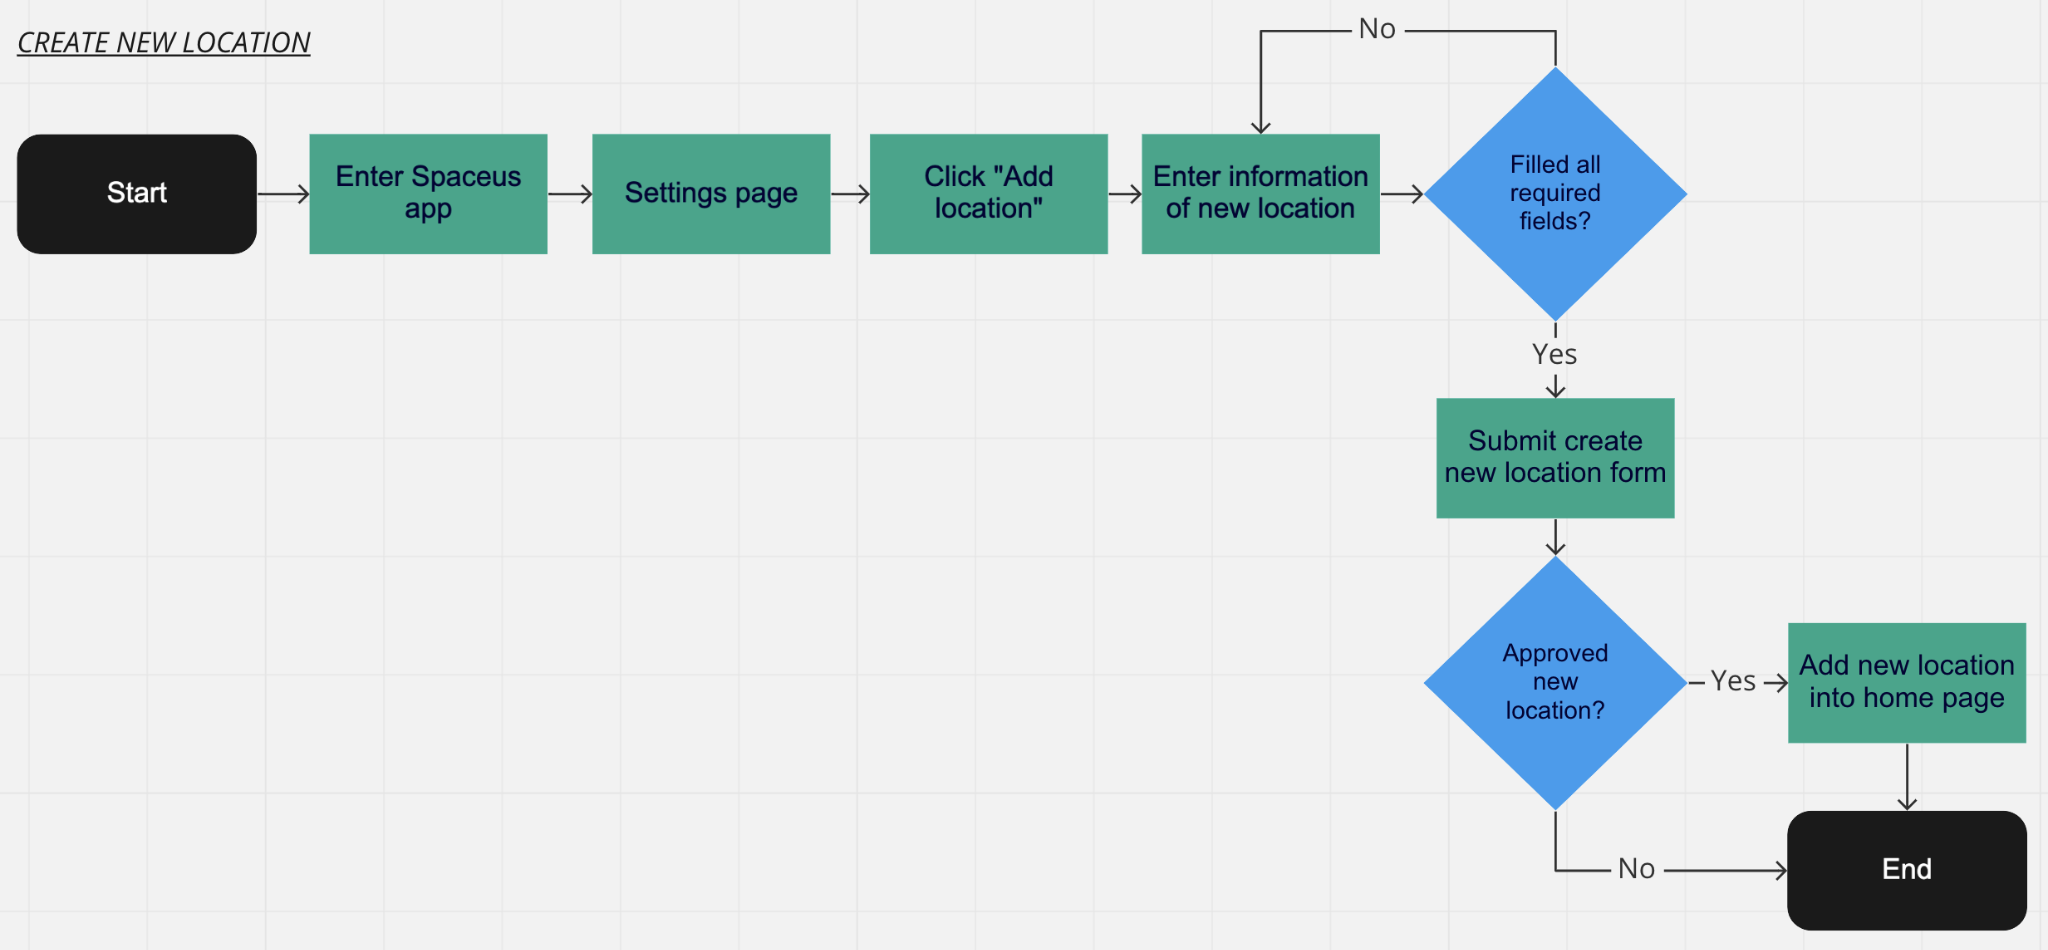 CREATE NEW LOCATION
No
Start
Enter Spaceus
app
Settings page
Click "Add
location"
Enter information
of new location
Filled all
required
fields?
Yes
Submit create
new location form
Approved
new
location?
Yes
Add new location
into home page
No
End